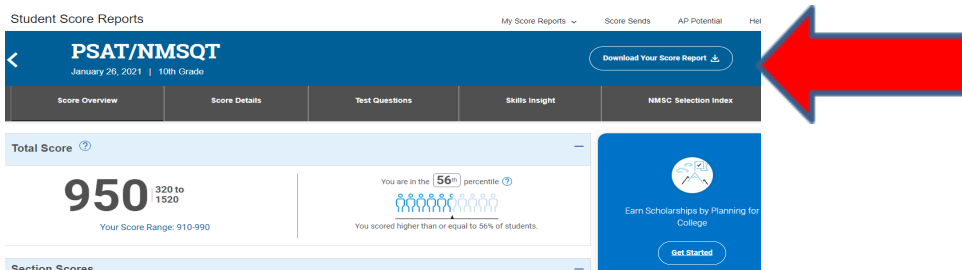 Student Score Reports
My Score Reports Score Sends AP Potential Hel
PSAT/NMSQT
January 26, 2021 | 10th Grade
Download Your Score Report
Score Overview Score Details Test Questions Skills Insight NMSC Selection Index
Total Score ?
950 320 to 1520
Your Score Range: 910-990
You are in the 56th percentile ?
You scored higher than or equal to 56% of students.
Earn Scholarships by Planning for
College
Get Started
Section Scores